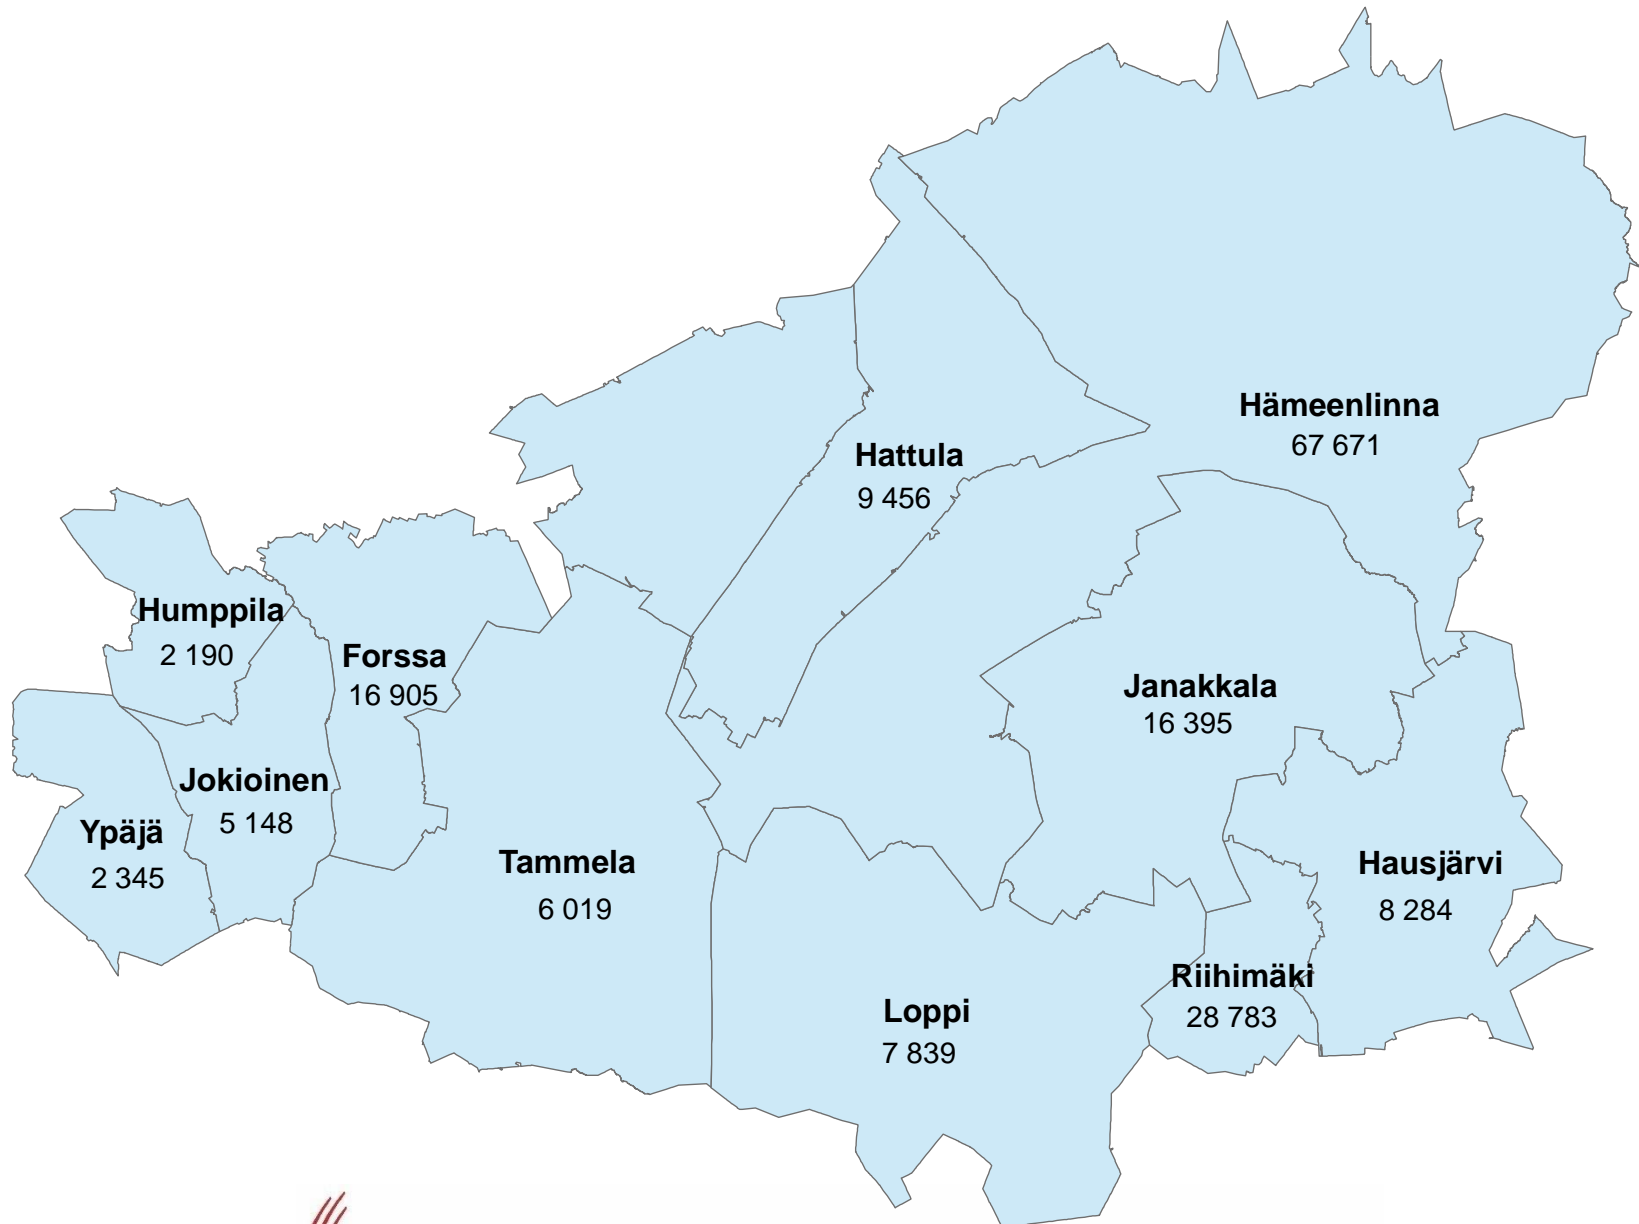 Hämeenlinna
67 671
Hattula
9 456
Humppila
2 190
Forssa
16 905
Janakkala
16 395
Jokioinen
5 148
Ypäjä
2 345
Tammela
6 019
Hausjärvi
8 284
Riihimäki
28 783
Loppi
7 839